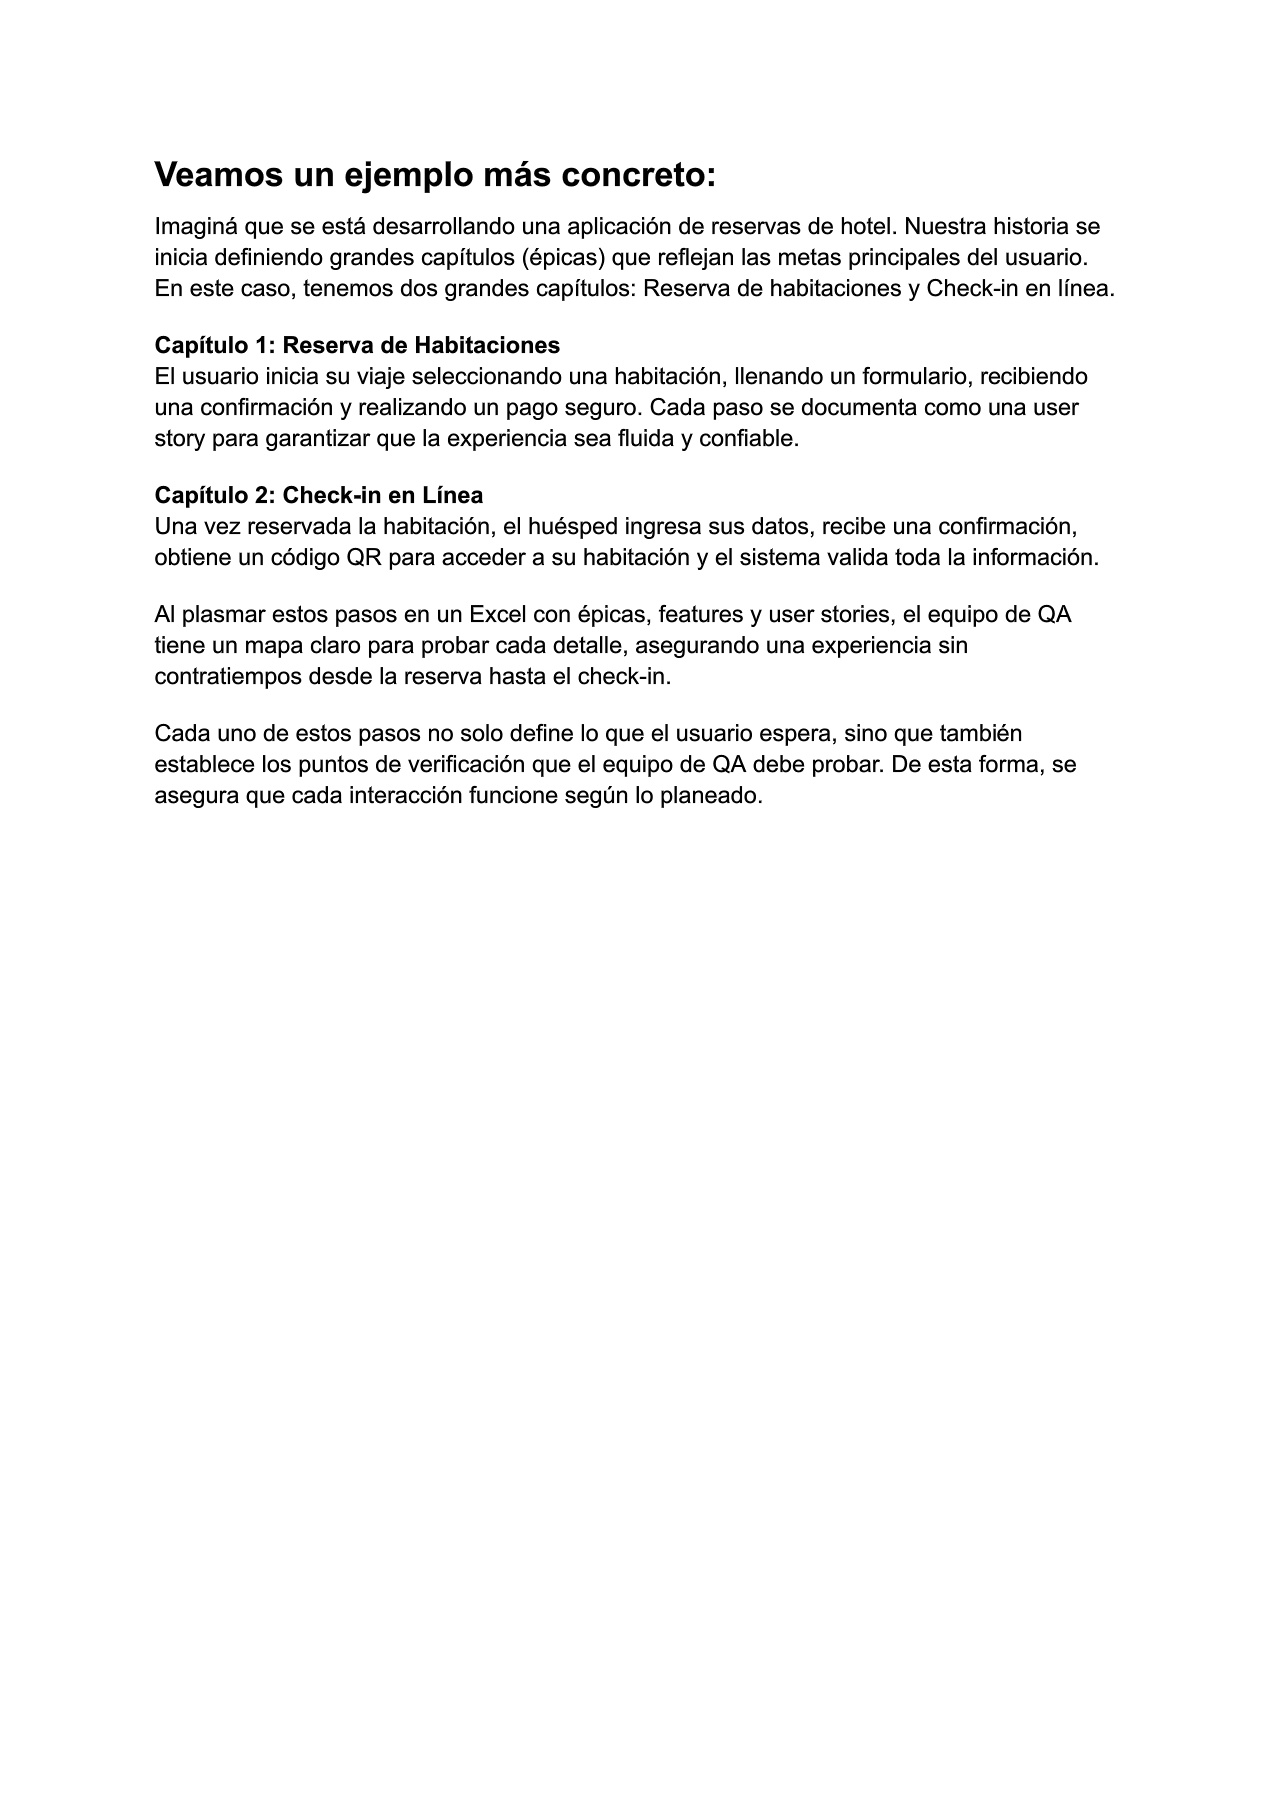 Veamos un ejemplo más concreto:
Imaginá que se está desarrollando una aplicación de reservas de hotel. Nuestra historia se
inicia definiendo grandes capítulos (épicas) que reflejan las metas principales del usuario.
En este caso, tenemos dos grandes capítulos: Reserva de habitaciones y Check-in en línea.
Capítulo 1: Reserva de Habitaciones
El usuario inicia su viaje seleccionando una habitación, llenando un formulario, recibiendo
una confirmación y realizando un pago seguro. Cada paso se documenta como una user
story para garantizar que la experiencia sea fluida y confiable.
Capítulo 2: Check-in en Línea
Una vez reservada la habitación, el huésped ingresa sus datos, recibe una confirmación,
obtiene un código QR para acceder a su habitación y el sistema valida toda la información.
Al plasmar estos pasos en un Excel con épicas, features y user stories, el equipo de QA
tiene un mapa claro para probar cada detalle, asegurando una experiencia sin
contratiempos desde la reserva hasta el check-in.
Cada uno de estos pasos no solo define lo que el usuario espera, sino que también
establece los puntos de verificación que el equipo de QA debe probar. De esta forma, se
asegura que cada interacción funcione según lo planeado.